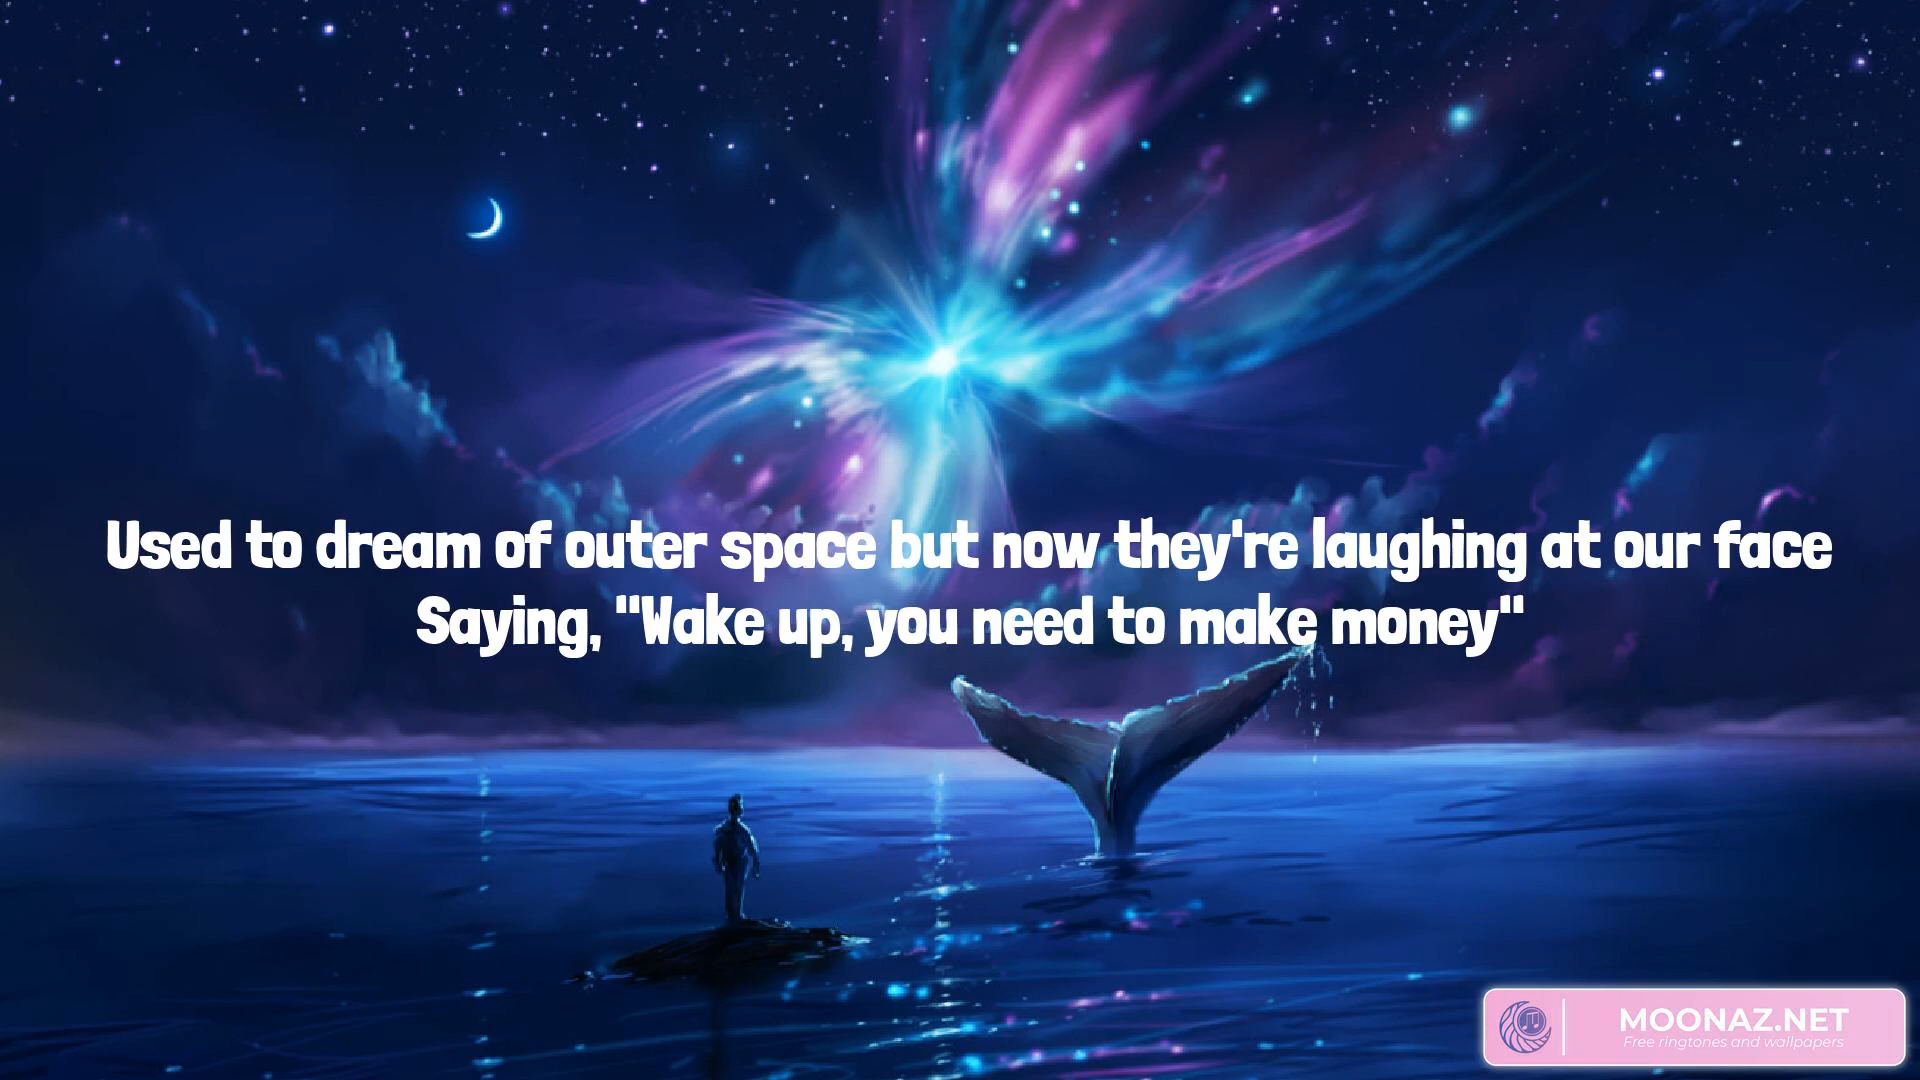 Used to dream of outer space but now they're laughing at our face
Saying, "Wake up, you need to make money"
MOONAZ.NET
Free ringtones and wallpapers